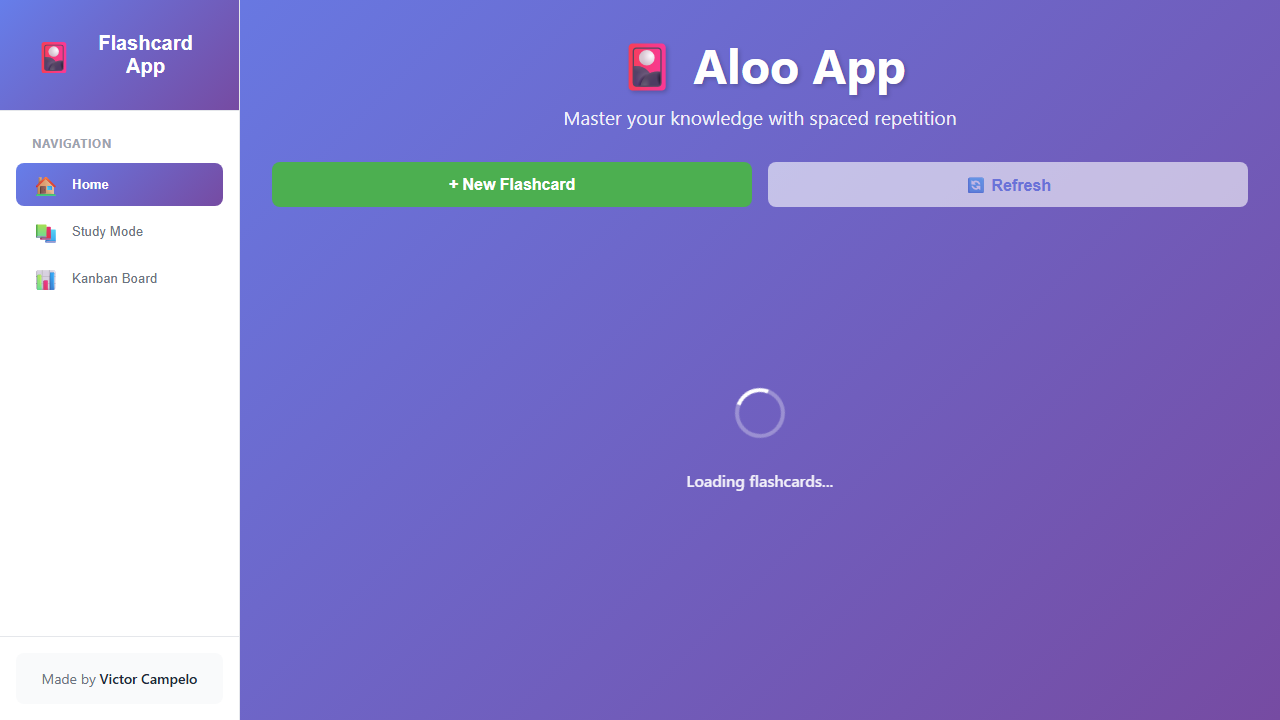 Flashcard
App
NAVIGATION
Home
Study Mode
Kanban Board
Made by Victor Campelo
Aloo App
Master your knowledge with spaced repetition
+ New Flashcard
Refresh
Loading flashcards...